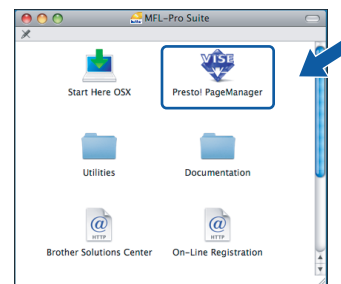 MFL-Pro Suite
VISE
Start Here OSX
Presto! PageManager
Utilities
Documentation
@
HTTP
Brother Solutions Center
@
HTTP
On-Line Registration